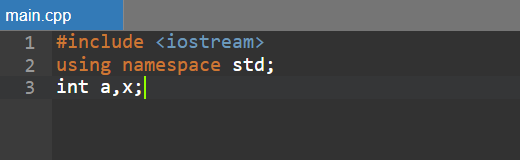 main.cpp
1 #include <iostream>
2 using namespace std;
3 int a,x;